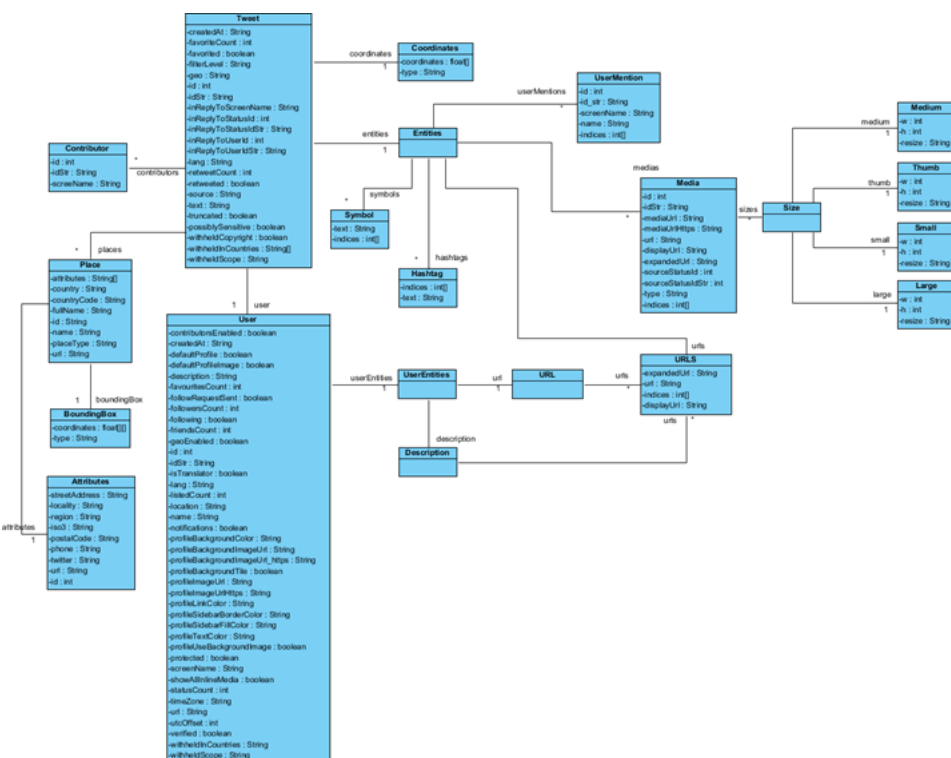 Tweet
-createdAt : String
-favoriteCount : int
-favorited : boolean
-filterLevel : String
-geo : String
-id : int
-idStr : String
-inReplyToScreenName : String
-inReplyToStatusId : int
-inReplyToStatusIdStr : String
-inReplyToUserId : int
-inReplyToUserIdStr : String
-lang : String
-retweetCount : int
-retweeted : boolean
-source : String
-text : String
-truncated : boolean
-possiblySensitive : boolean
-withheldCopyright : boolean
-withheldInCountries : String[]
-withheldScope : String
coordinates
1
Coordinates
-coordinates : float[]
-type : String
entities
1
Entities
userMentions
*
UserMention
-id : int
-id_str : String
-screenName : String
-name : String
-indices : int[]
Contributor
-id : int
-idStr : String
-screeName : String
*
contributors
symbols
*
Symbol
-text : String
-indices : int[]
hashtags
*
Hashtag
-indices : int[]
-text : String
medias
*
Media
-id : int
-idStr : String
-mediaUrl : String
-mediaUrlHttps : String
-url : String
-displayUrl : String
-expandedUrl : String
-sourceStatusId : int
-sourceStatusIdStr : int
-type : String
-indices : int[]
sizes
*
Size
medium
1
Medium
-w : int
-h : int
-resize : String
thumb
1
Thumb
-w : int
-h : int
-resize : String
small
1
Small
-w : int
-h : int
-resize : String
large
1
Large
-w : int
-h : int
-resize : String
*
places
Place
-attributes : String[]
-country : String
-countryCode : String
-fullName : String
-id : String
-name : String
-placeType : String
-url : String
1
boundingBox
BoundingBox
-coordinates : float[][]
-type : String
attributes
1
Attributes
-streetAddress : String
-locality : String
-region : String
-iso3 : String
-postalCode : String
-phone : String
-twitter : String
-url : String
-id : int
1
user
User
-contributorsEnabled : boolean
-createdAt : String
-defaultProfile : boolean
-defaultProfileImage : boolean
-description : String
-favouritesCount : int
-followRequestSent : boolean
-followersCount : int
-following : boolean
-friendsCount : int
-geoEnabled : boolean
-id : int
-idStr : String
-isTranslator : boolean
-lang : String
-listedCount : int
-location : String
-name : String
-notifications : boolean
-profileBackgroundColor : String
-profileBackgroundImageUrl : String
-profileBackgroundImageUrl_https : String
-profileBackgroundTile : boolean
-profileImageUrl : String
-profileImageUrlHttps : String
-profileLinkColor : String
-profileSidebarBorderColor : String
-profileSidebarFillColor : String
-profileTextColor : String
-profileUseBackgroundImage : boolean
-protected : boolean
-screenName : String
-showAllInlineMedia : boolean
-statusCount : int
-timeZone : String
-url : String
-utcOffset : int
-verified : boolean
-withheldInCountries : String
-withheldScope : String
userEntities
1
UserEntities
url
1
URL
urls
*
urls
URLS
-expandedUrl : String
-url : String
-indices : int[]
-displayUrl : String
urls
*
description
Description